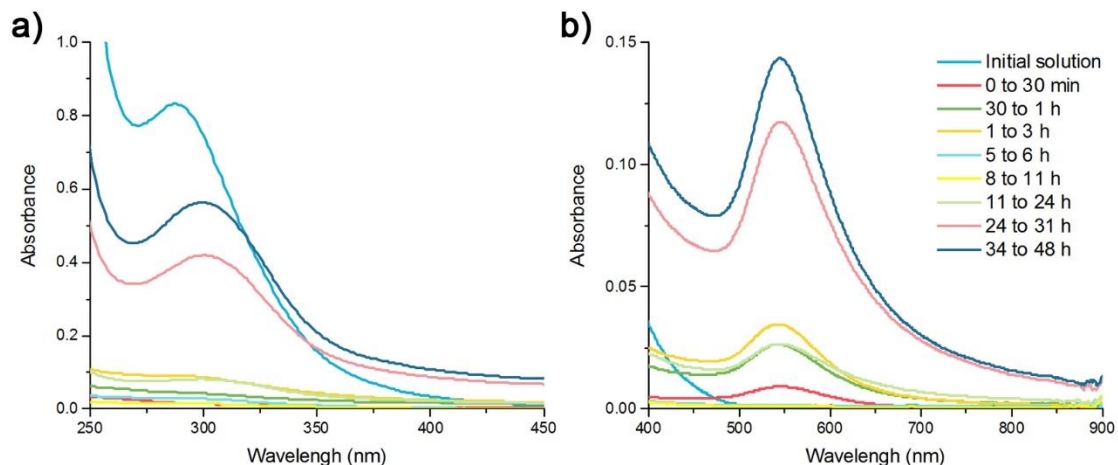 a)
1.0
0.8
0.6
0.4
0.2
0.0
Absorbance
250
300
350
400
450
Wavelengh (nm)
b)
0.15
0.10
0.05
0.00
Absorbance
400
500
600
700
800
900
Wavelengh (nm)
Initial solution
0 to 30 min
30 to 1 h
1 to 3 h
5 to 6 h
8 to 11 h
11 to 24 h
24 to 31 h
34 to 48 h